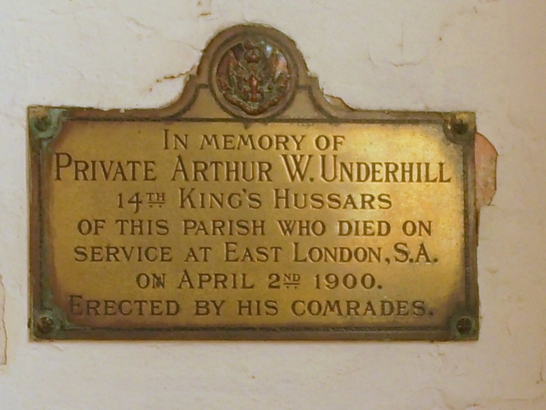 In memory of
Private Arthur W. Underhill
14th King's Hussars
of this parish who died on
service at East London, S.A.
on April 2nd 1900.
Erected by his comrades.